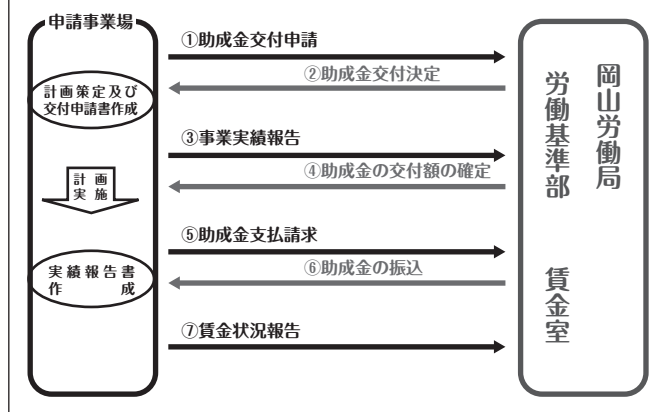 申請事業場
計画策定及び
交付申請書作成
計画
実施
実績報告書
作成
①助成金交付申請
②助成金交付決定
③事業実績報告
④助成金の交付額の確定
⑤助成金支払請求
⑥助成金の振込
⑦賃金状況報告
岡山労働局
労働基準部 賃金室